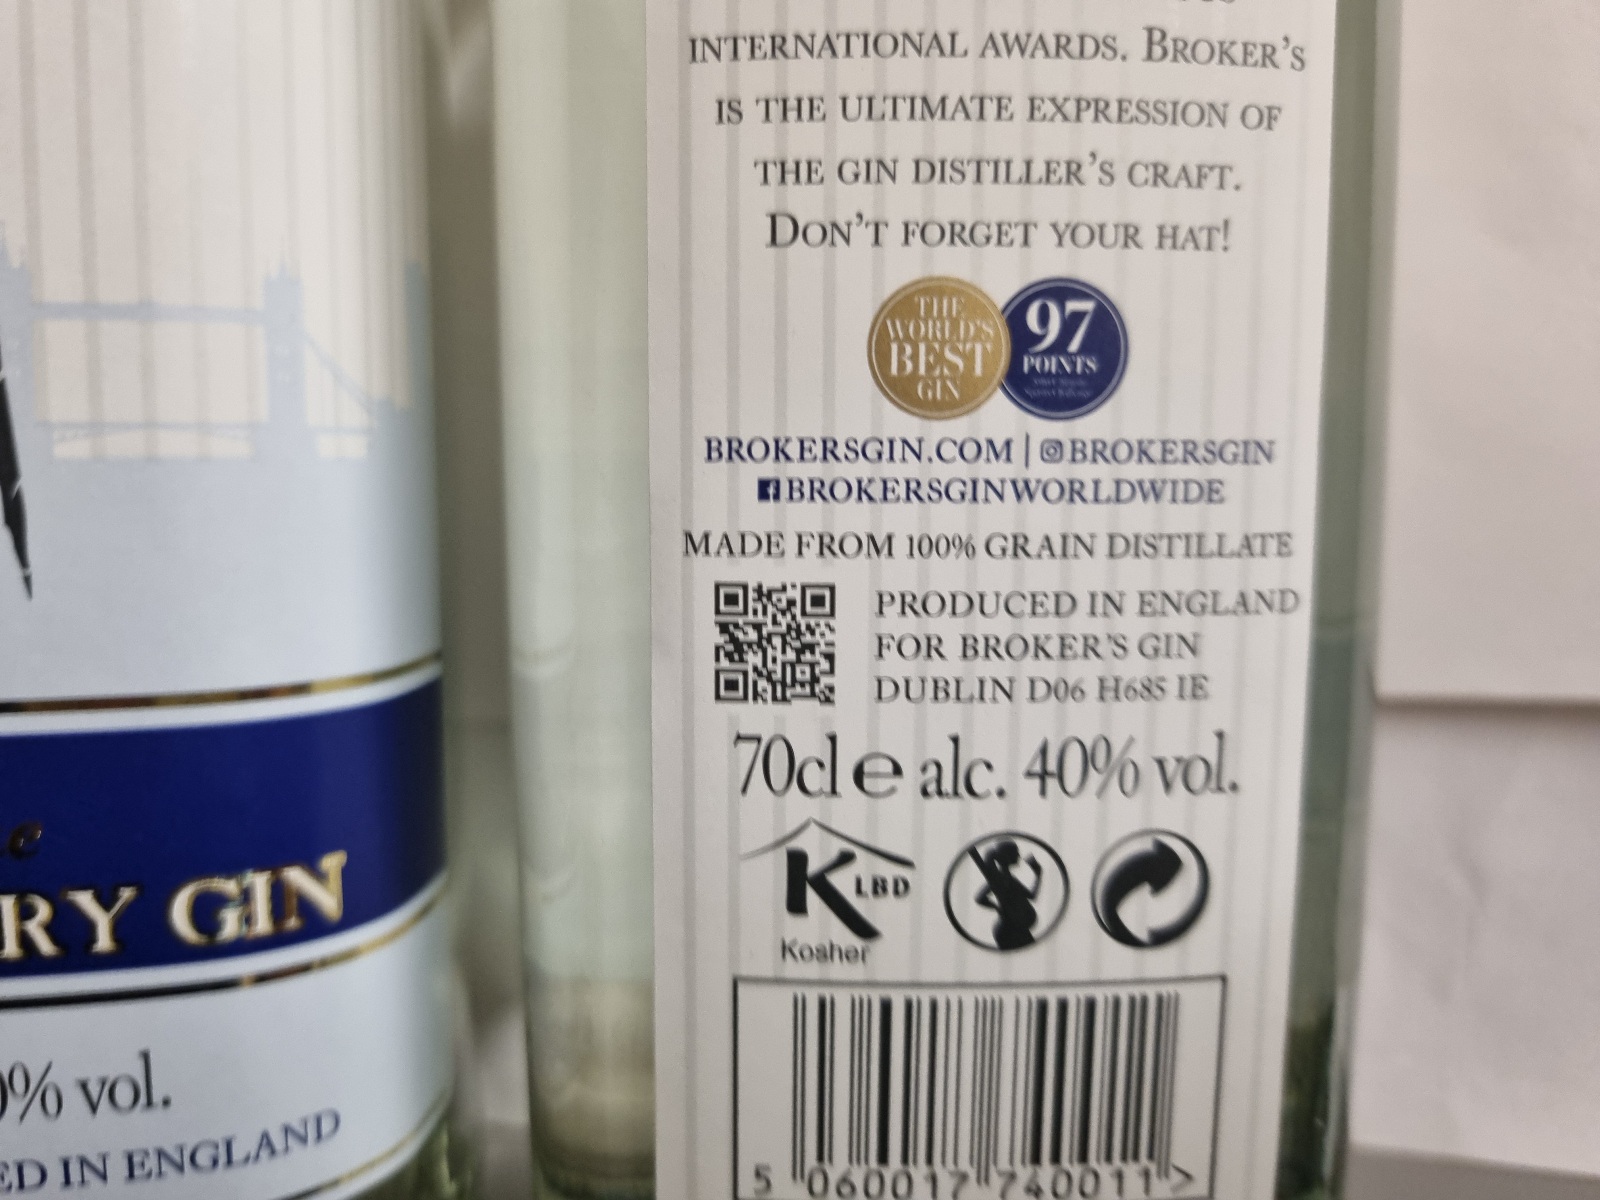 INTERNATIONAL AWARDS. BROKER'S
IS THE ULTIMATE EXPRESSION OF
THE GIN DISTILLER'S CRAFT.
DON'T FORGET YOUR HAT!
THE
WORLD'S
BEST
GIN
97
POINTS
BROKERSGIN.COM | BROKERSGIN
BROKERSGINWORLDWIDE
MADE FROM 100% GRAIN DISTILLATE
PRODUCED IN ENGLAND
FOR BROKER'S GIN
DUBLIN D06 H685 IE
70cl e alc. 40% vol.
K LBD
Kosher
5 060017 740011 >
RY GIN
0% vol.
ED IN ENGLAND